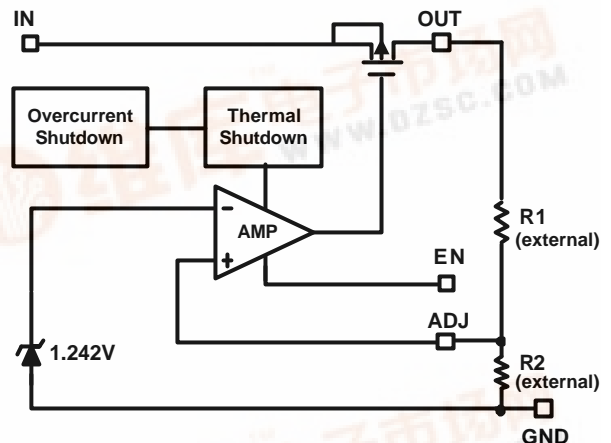 IN
OUT
Overcurrent
Shutdown
Thermal
Shutdown
WWW.DZSC.COM
−
AMP
+
R1
(external)
EN
ADJ
1.242V
R2
(external)
GND